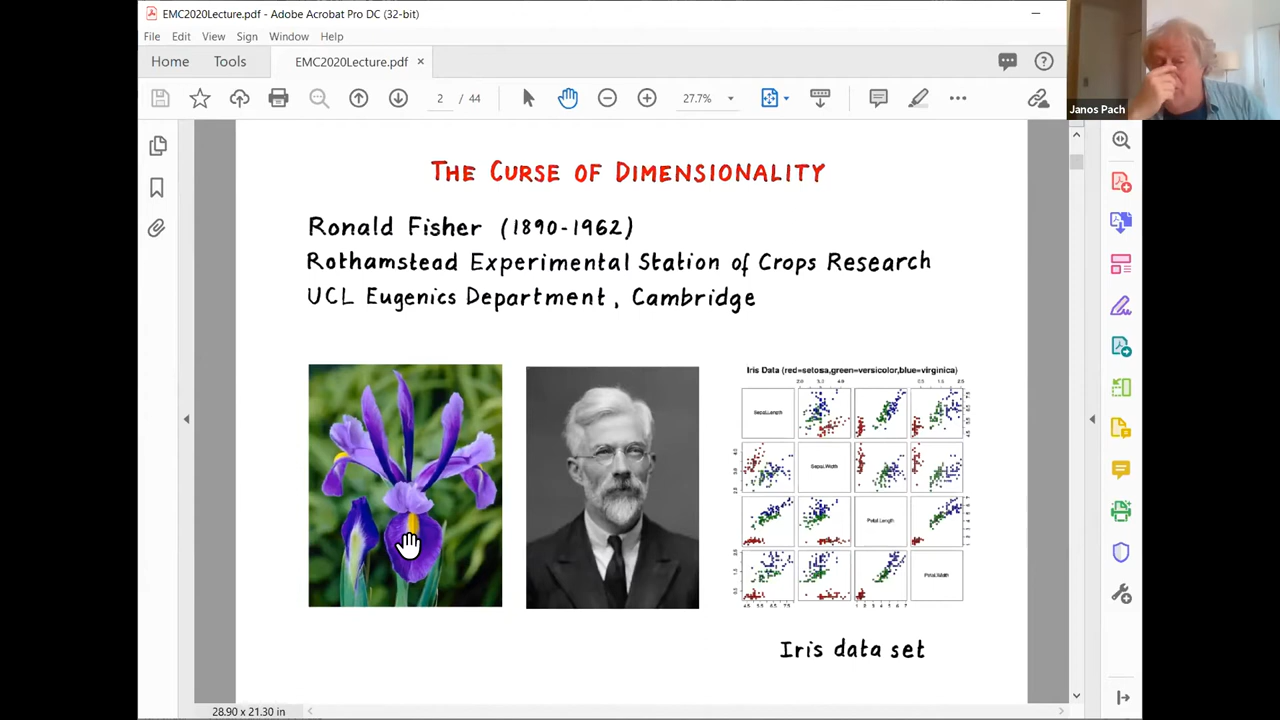 EMC2020Lecture.pdf - Adobe Acrobat Pro DC (32-bit)
File Edit View Sign Window Help
Home Tools EMC2020Lecture.pdf ×
2 / 44 27.7%
Janos Pach
THE CURSE OF DIMENSIONALITY
Ronald Fisher (1890-1962)
Rothamstead Experimental Station of Crops Research
UCL Eugenics Department, Cambridge
Iris Data (red=setosa,green=versicolor,blue=virginica)
Sepal.Length
Sepal.Width
Petal.Length
Petal.Width
Iris data set
28.90 x 21.30 in